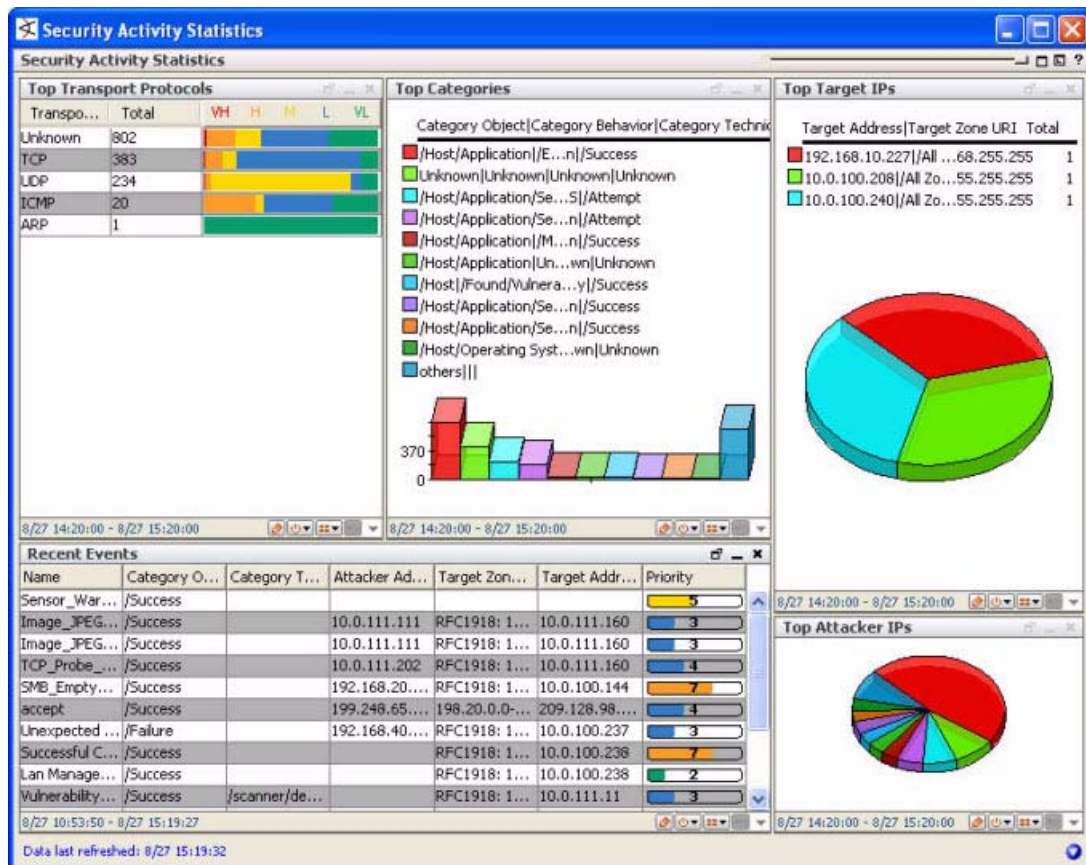 Security Activity Statistics
Security Activity Statistics
Top Transport Protocols
Transpo... Total VH H M L VL
Unknown 802
TCP 383
UDP 234
ICMP 20
ARP 1
8/27 14:20:00 - 8/27 15:20:00
Top Categories
Category Object|Category Behavior|Category Techniq
/Host/Application|/E...n|/Success
Unknown|Unknown|Unknown|Unknown
/Host/Application/Se...S|/Attempt
/Host/Application/Se...n|/Attempt
/Host/Application|/M...n|/Success
/Host/Application|Un...wn|Unknown
/Host|/Found/Vulnera...y|/Success
/Host/Application/Se...n|/Success
/Host/Application/Se...n|/Success
/Host/Operating Syst...wn|Unknown
others|||
370
0
8/27 14:20:00 - 8/27 15:20:00
Top Target IPs
Target Address|Target Zone URI Total
192.168.10.227|/All ...68.255.255 1
10.0.100.208|/All Zo...55.255.255 1
10.0.100.240|/All Zo...55.255.255 1
8/27 14:20:00 - 8/27 15:20:00
Recent Events
Name Category O... Category T... Attacker Ad... Target Zon... Target Addr... Priority
Sensor_War... /Success 5
Image_JPEG... /Success 10.0.111.111 RFC1918: 1... 10.0.111.160 3
Image_JPEG... /Success 10.0.111.111 RFC1918: 1... 10.0.111.160 3
TCP_Probe_... /Success 10.0.111.202 RFC1918: 1... 10.0.111.160 4
SMB_Empty... /Success 192.168.20.... RFC1918: 1... 10.0.100.144 7
accept /Success 199.248.65.... 198.20.0.0-... 209.128.98.... 4
Unexpected ... /Failure 192.168.40.... RFC1918: 1... 10.0.100.237 3
Successful C... /Success RFC1918: 1... 10.0.100.238 7
Lan Manage... /Success RFC1918: 1... 10.0.100.238 2
Vulnerability... /Success /scanner/de... RFC1918: 1... 10.0.111.11 3
8/27 10:53:50 - 8/27 15:19:27
Top Attacker IPs
8/27 14:20:00 - 8/27 15:20:00
Data last refreshed: 8/27 15:19:32